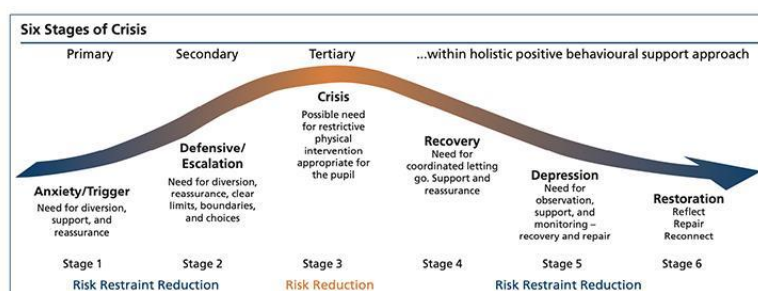 Six Stages of Crisis
Primary
Secondary
Tertiary
...within holistic positive behavioural support approach
Anxiety/Trigger
Need for diversion,
support, and
reassurance
Defensive/
Escalation
Need for diversion,
reassurance, clear
limits, boundaries,
and choices
Crisis
Possible need
for restrictive
physical
intervention
appropriate for
the pupil
Recovery
Need for
coordinated letting
go. Support and
reassurance
Depression
Need for
observation,
support, and
monitoring –
recovery and repair
Restoration
Reflect
Repair
Reconnect
Stage 1
Stage 2
Stage 3
Stage 4
Stage 5
Stage 6
Risk Restraint Reduction
Risk Reduction
Risk Restraint Reduction